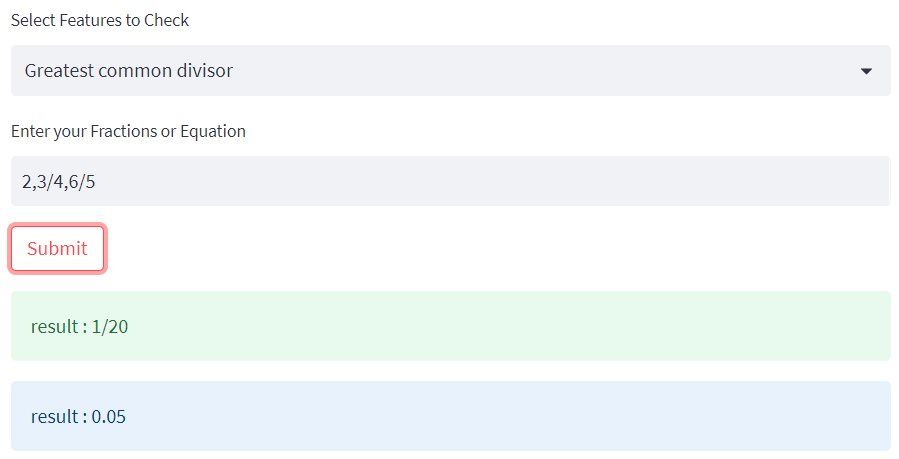 Select Features to Check
Greatest common divisor
Enter your Fractions or Equation
2,3/4,6/5
Submit
result : 1/20
result : 0.05